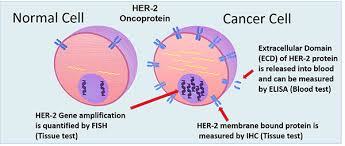 Normal Cell
HER-2
Oncoprotein
Cancer Cell
Extracellular Domain
(ECD) of HER-2 protein
is released into blood
and can be measured
by ELISA (Blood test)
HER-2 Gene amplification
is quantified by FISH
(Tissue test)
HER-2 membrane bound protein is
measured by IHC (Tissue test)